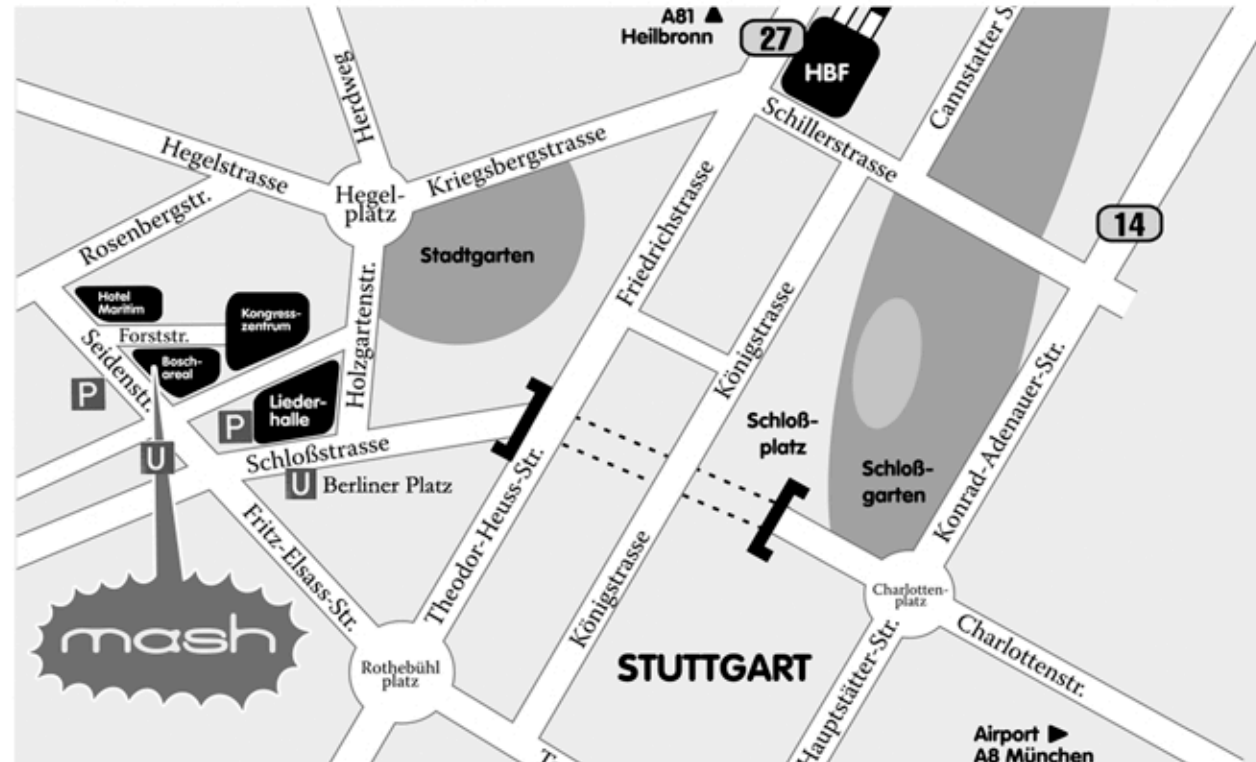 A81
Heilbronn
27
HBF
Cannstatter S
Herdweg
Schillerstrasse
Hegelstrasse
Kriegsbergstrasse
Hegel-
platz
Rosenbergstr.
14
Stadtgarten
Friedrichstrasse
Holzgartenstr.
Hotel
Maritim
Kongress-
zentrum
Forststr.
Bosch-
areal
Seidenstr.
P
P
Lieder-
halle
Königstrasse
Konrad-Adenauer-Str.
Schloß-
platz
Schloß-
garten
U
Schloßstrasse
U Berliner Platz
Theodor-Heuss-Str.
Fritz-Elsass-Str.
Königstrasse
Charlotten-
platz
Charlottenstr.
mash
Rothebühl
platz
STUTTGART
Hauptstätter-Str.
Airport
A8 München